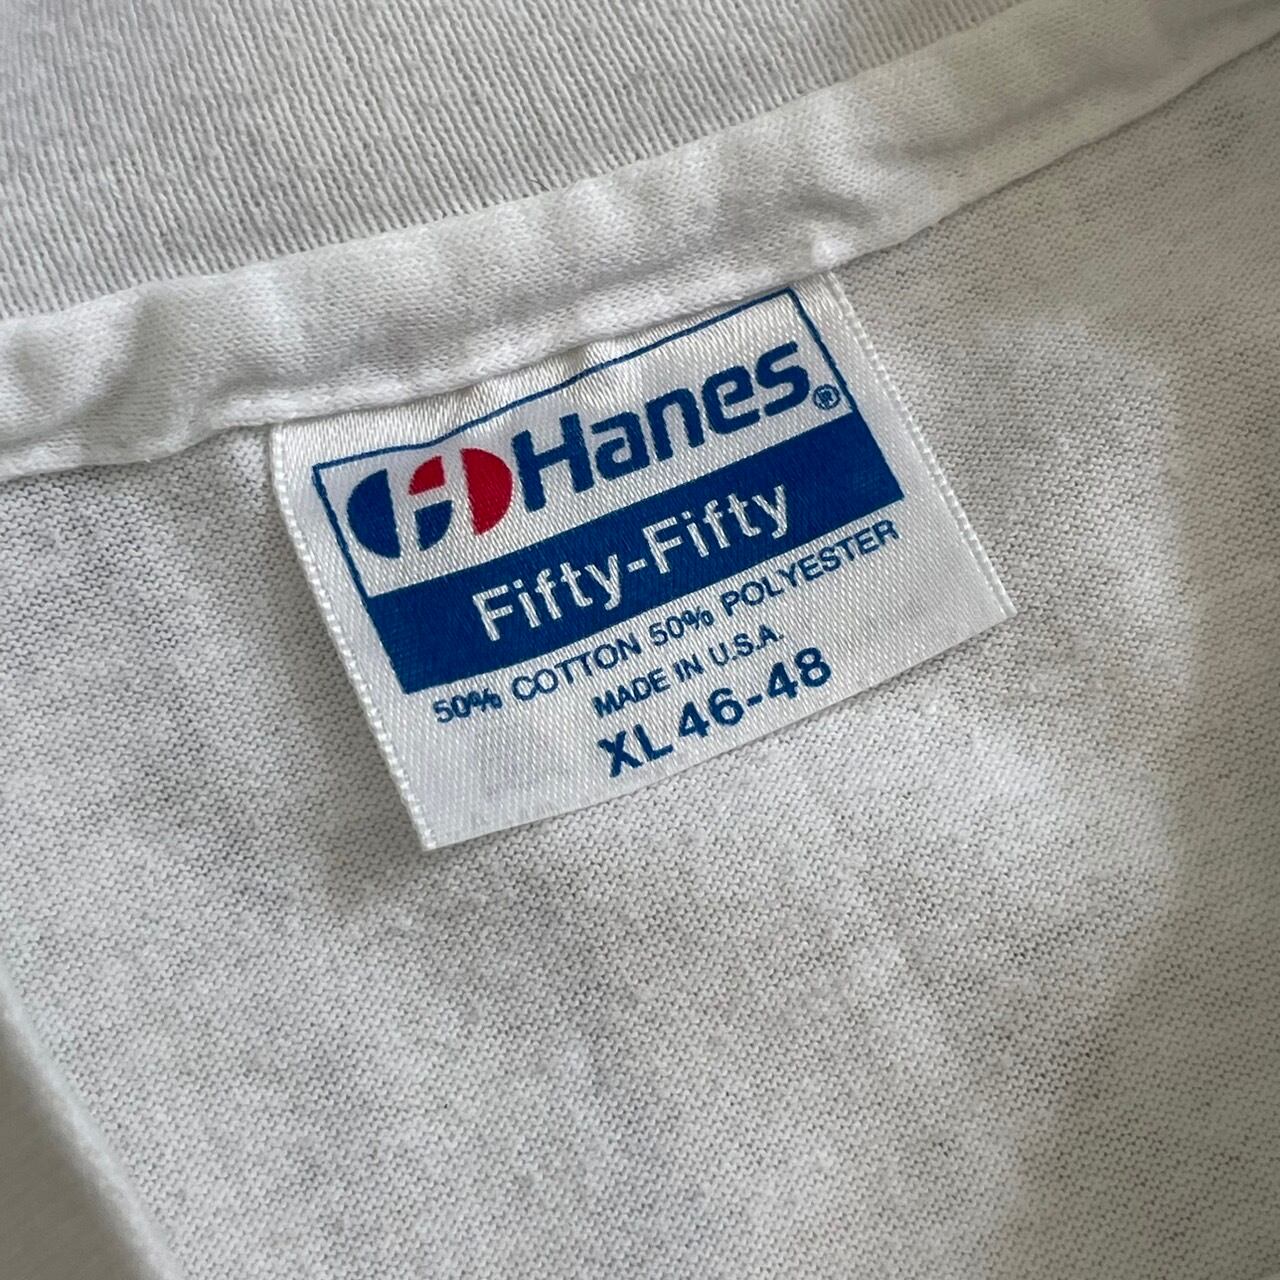 Hanes®
Fifty-Fifty
50% COTTON 50% POLYESTER
MADE IN U.S.A.
XL 46-48